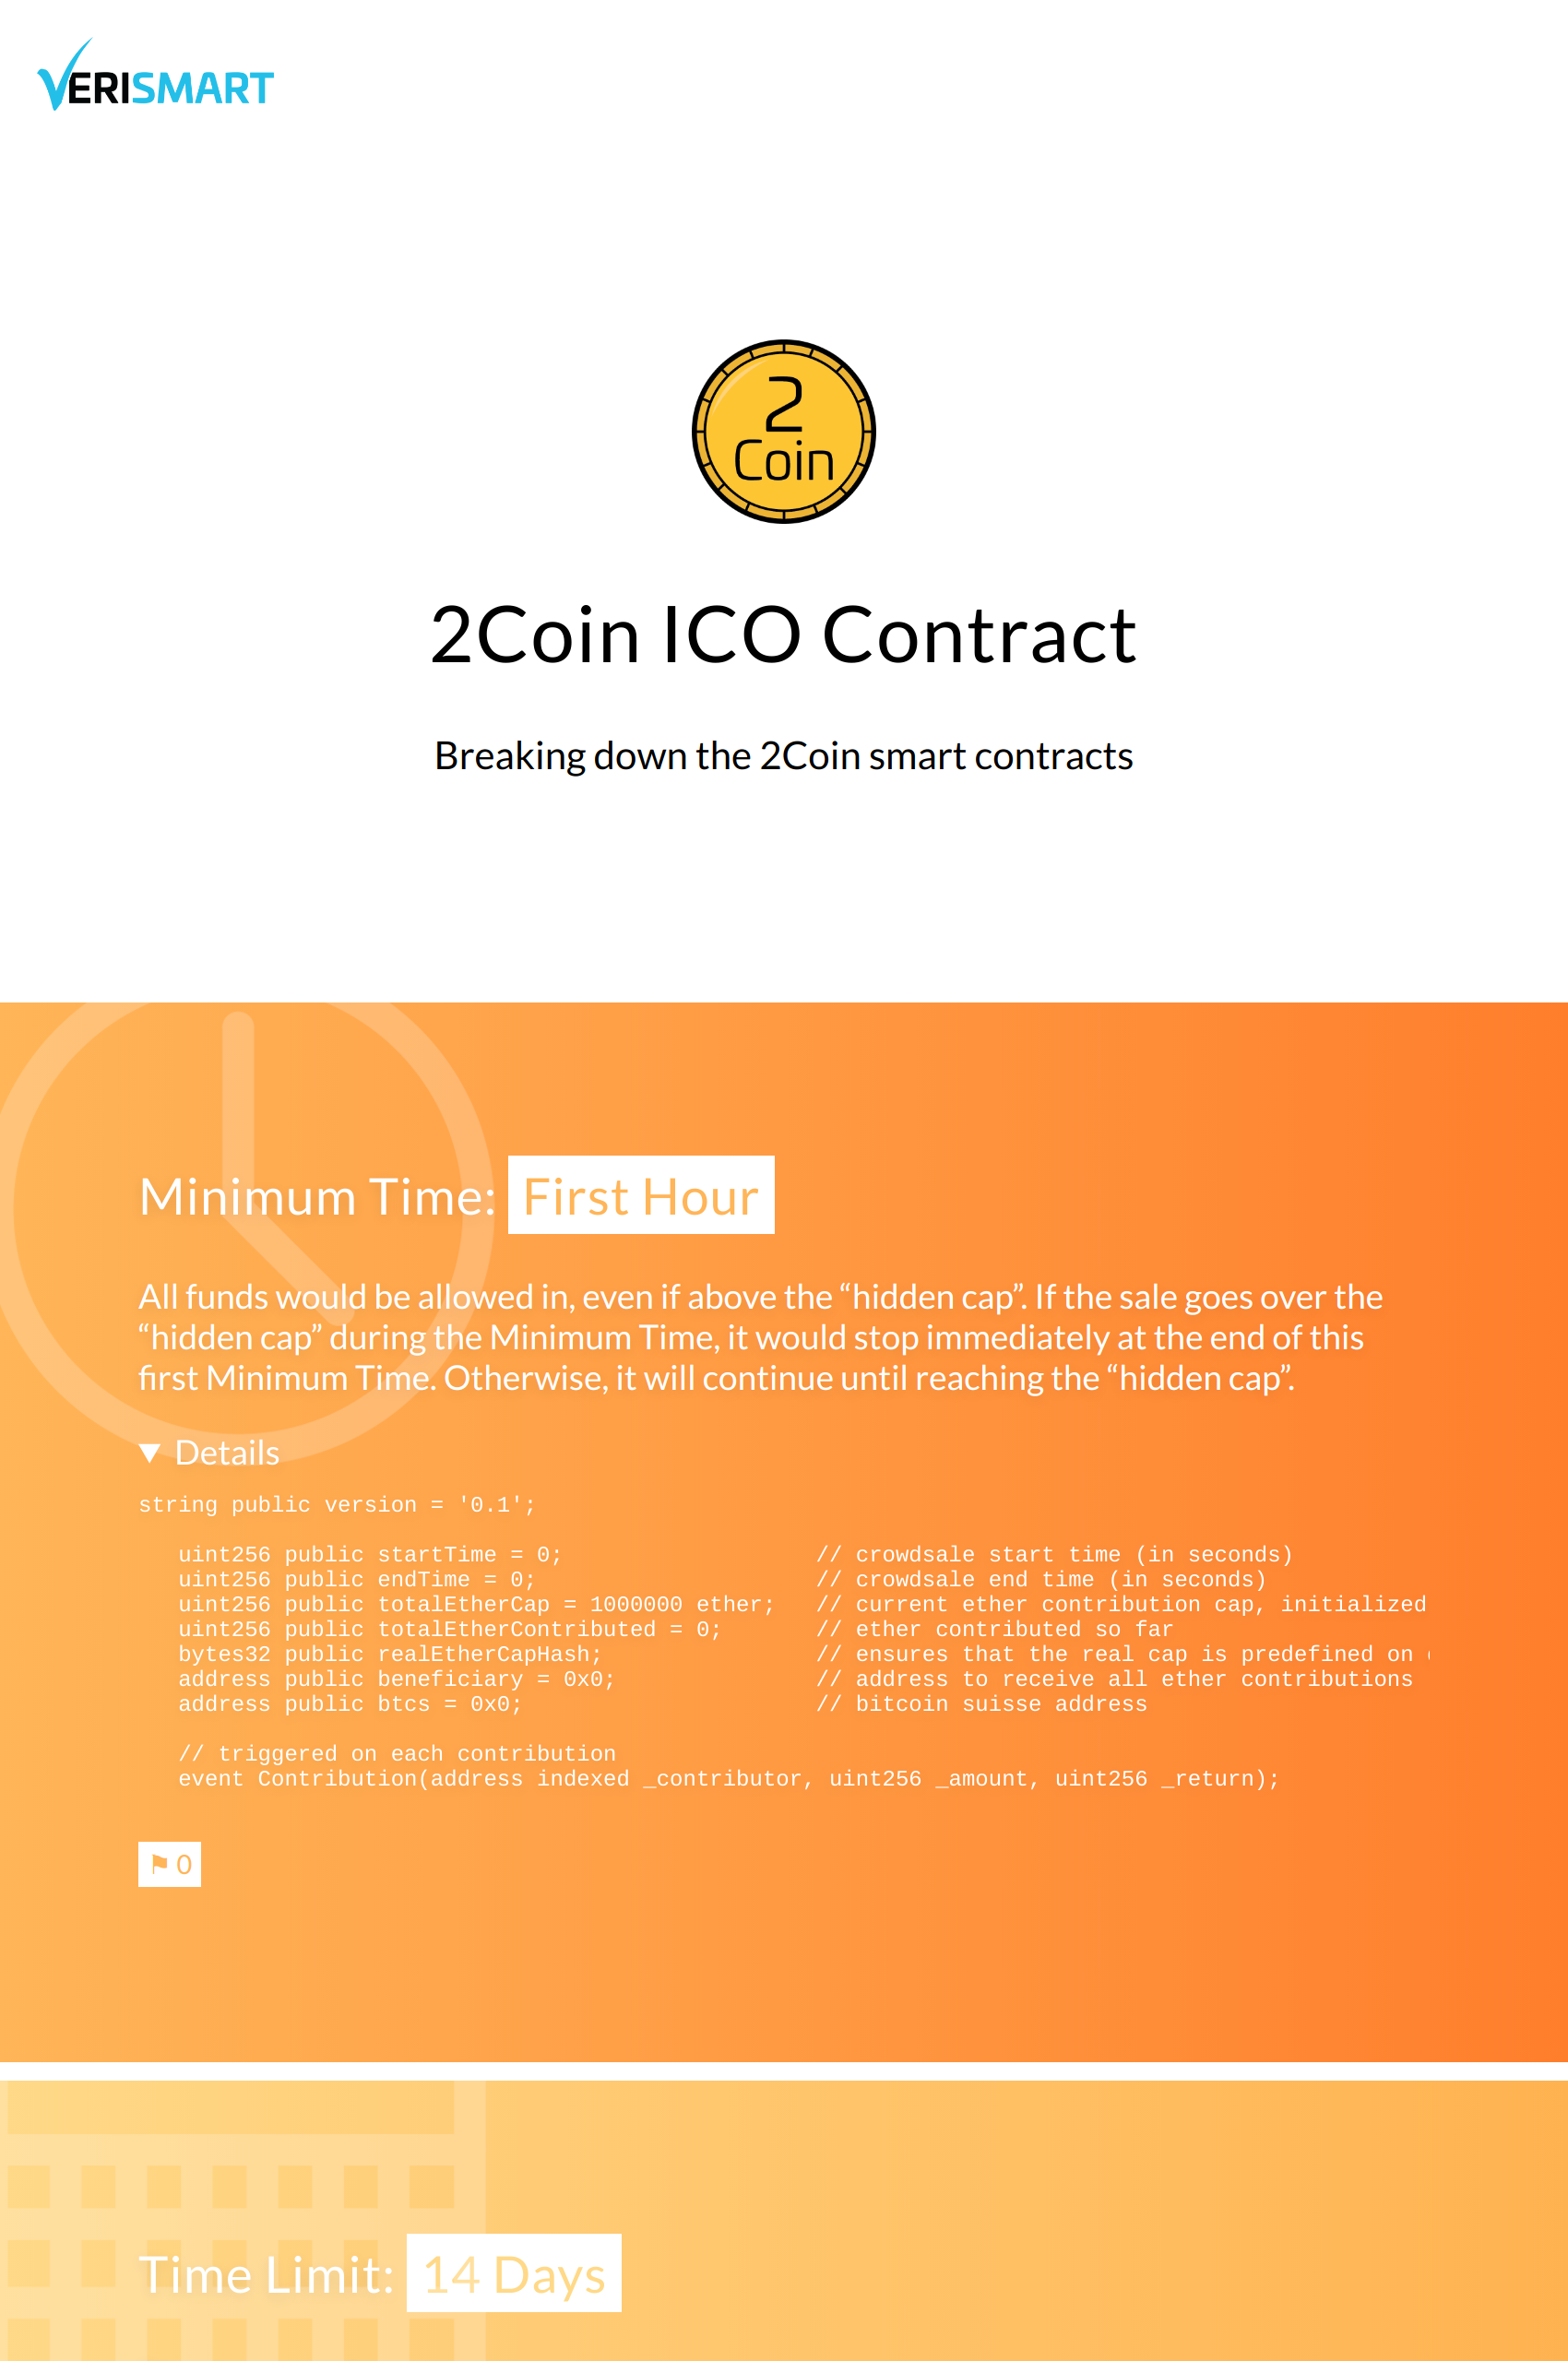 VERISMART
2
Coin
2Coin ICO Contract
Breaking down the 2Coin smart contracts
Minimum Time: First Hour
All funds would be allowed in, even if above the “hidden cap”. If the sale goes over the
“hidden cap” during the Minimum Time, it would stop immediately at the end of this
first Minimum Time. Otherwise, it will continue until reaching the “hidden cap”.
▼ Details
string public version = '0.1';
uint256 public startTime = 0; // crowdsale start time (in seconds)
uint256 public endTime = 0; // crowdsale end time (in seconds)
uint256 public totalEtherCap = 1000000 ether; // current ether contribution cap, initialized
uint256 public totalEtherContributed = 0; // ether contributed so far
bytes32 public realEtherCapHash; // ensures that the real cap is predefined on
address public beneficiary = 0x0; // address to receive all ether contributions
address public btcs = 0x0; // bitcoin suisse address
// triggered on each contribution
event Contribution(address indexed _contributor, uint256 _amount, uint256 _return);
⚑ 0
Time Limit: 14 Days